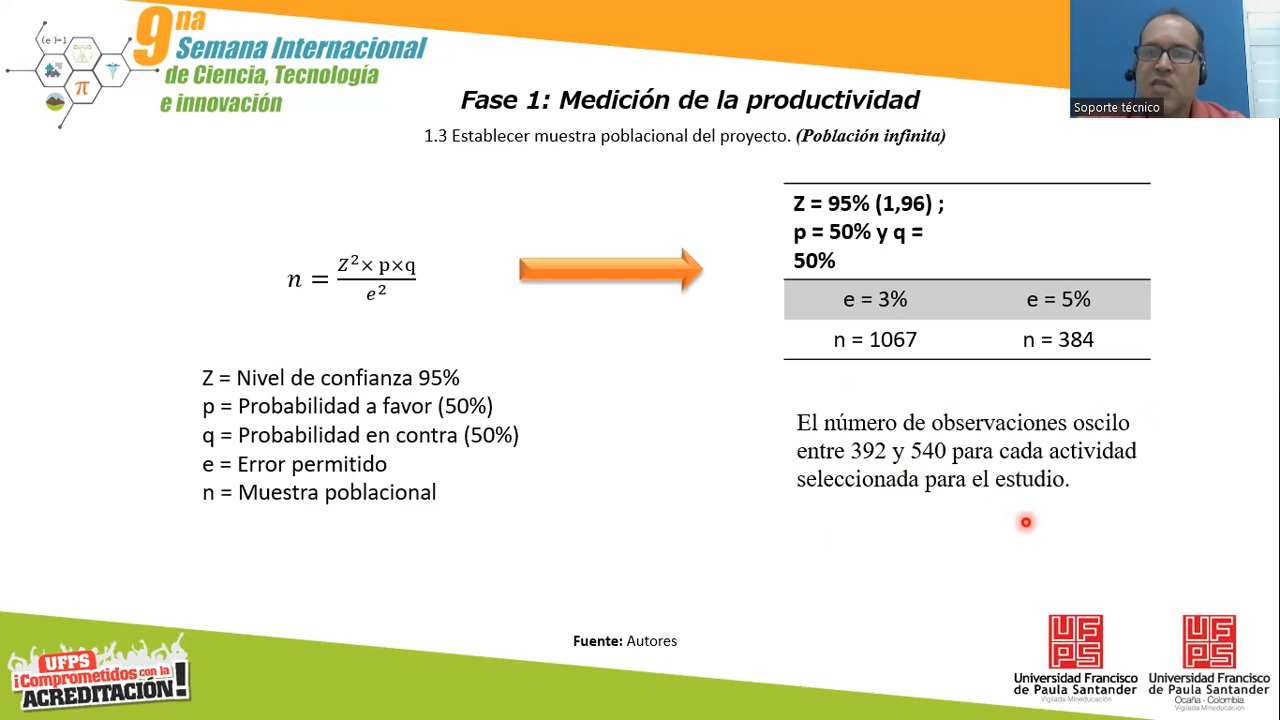 9na
Semana Internacional
de Ciencia, Tecnología
e innovación
(e^-)=1
π
Soporte técnico
Fase 1: Medición de la productividad
1.3 Establecer muestra poblacional del proyecto. (Población infinita)
n = Z²× p×q / e²
Z = 95% (1,96) ;
p = 50% y q =
50%
e = 3% e = 5%
n = 1067 n = 384
Z = Nivel de confianza 95%
p = Probabilidad a favor (50%)
q = Probabilidad en contra (50%)
e = Error permitido
n = Muestra poblacional
El número de observaciones oscilo
entre 392 y 540 para cada actividad
seleccionada para el estudio.
Fuente: Autores
UFPS
¡Comprometidos con la
ACREDITACIÓN!
UFPS
Universidad Francisco
de Paula Santander
Vigilada Mineducación
UFPS
Universidad Francisco
de Paula Santander
Ocaña - Colombia
Vigilada Mineducación